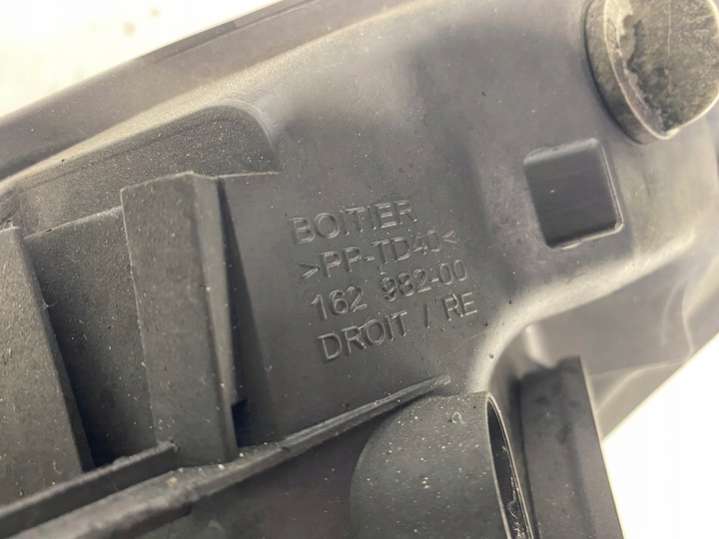 BOITIER
>PP-TD40<
162 982-00
DROIT / RE